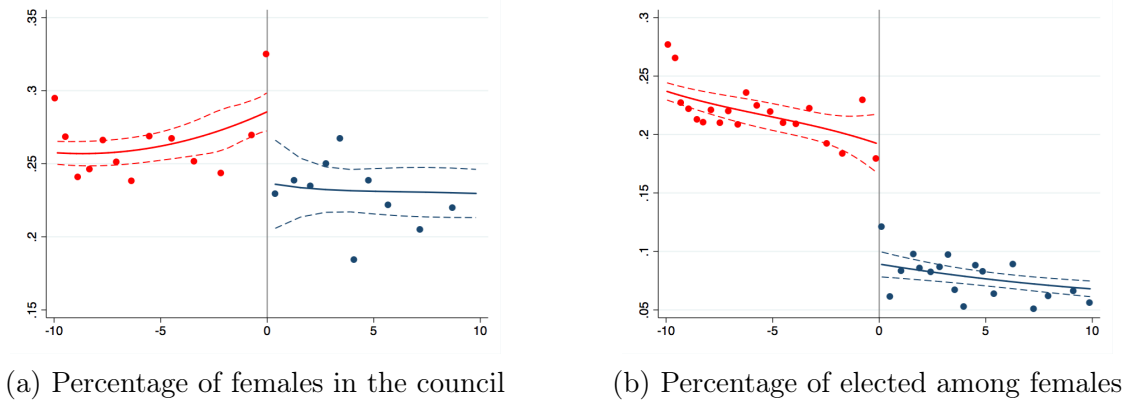 .35
.3
.25
.2
.15
-10 -5 0 5 10
(a) Percentage of females in the council
.3
.25
.2
.15
.1
.05
-10 -5 0 5 10
(b) Percentage of elected among females